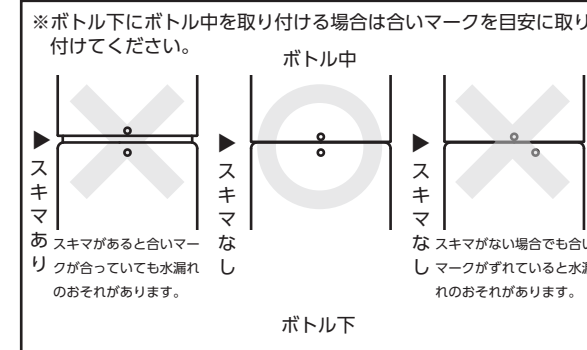 ※ボトル下にボトル中を取り付ける場合は合いマークを目安に取り
付けてください。
ボトル中
スキマあり
スキマがあると合いマー
クが合っていても水漏れ
のおそれがあります。
スキマなし
スキマなし
スキマがない場合でも合い
マークがずれていると水漏
れのおそれがあります。
ボトル下